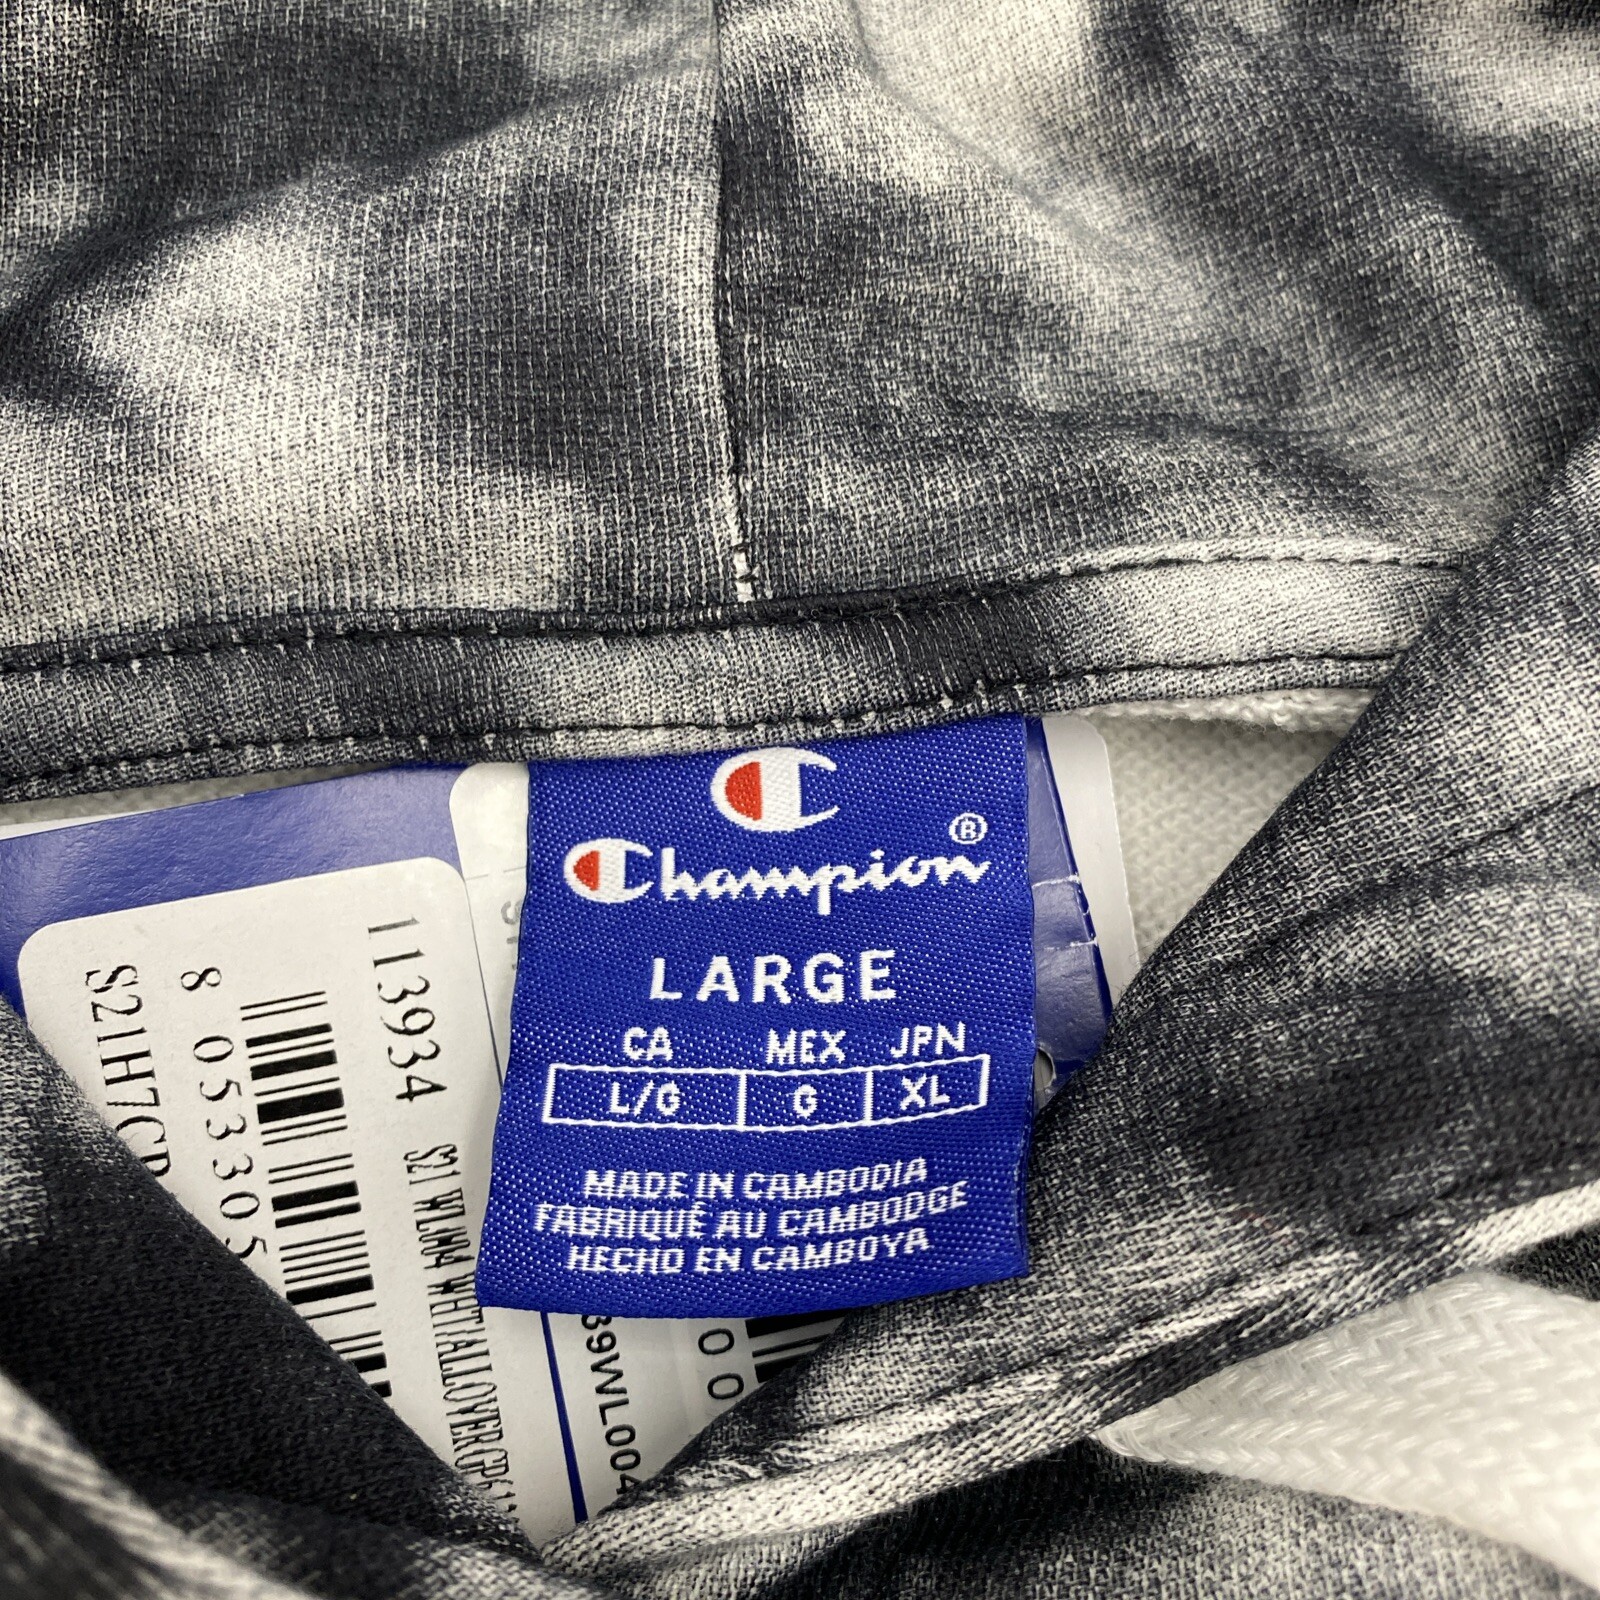 Champion®
LARGE
CA MEX JPN
L/G G XL
MADE IN CAMBODIA
FABRIQUÉ AU CAMBODGE
HECHO EN CAMBOYA
113934
8 053305